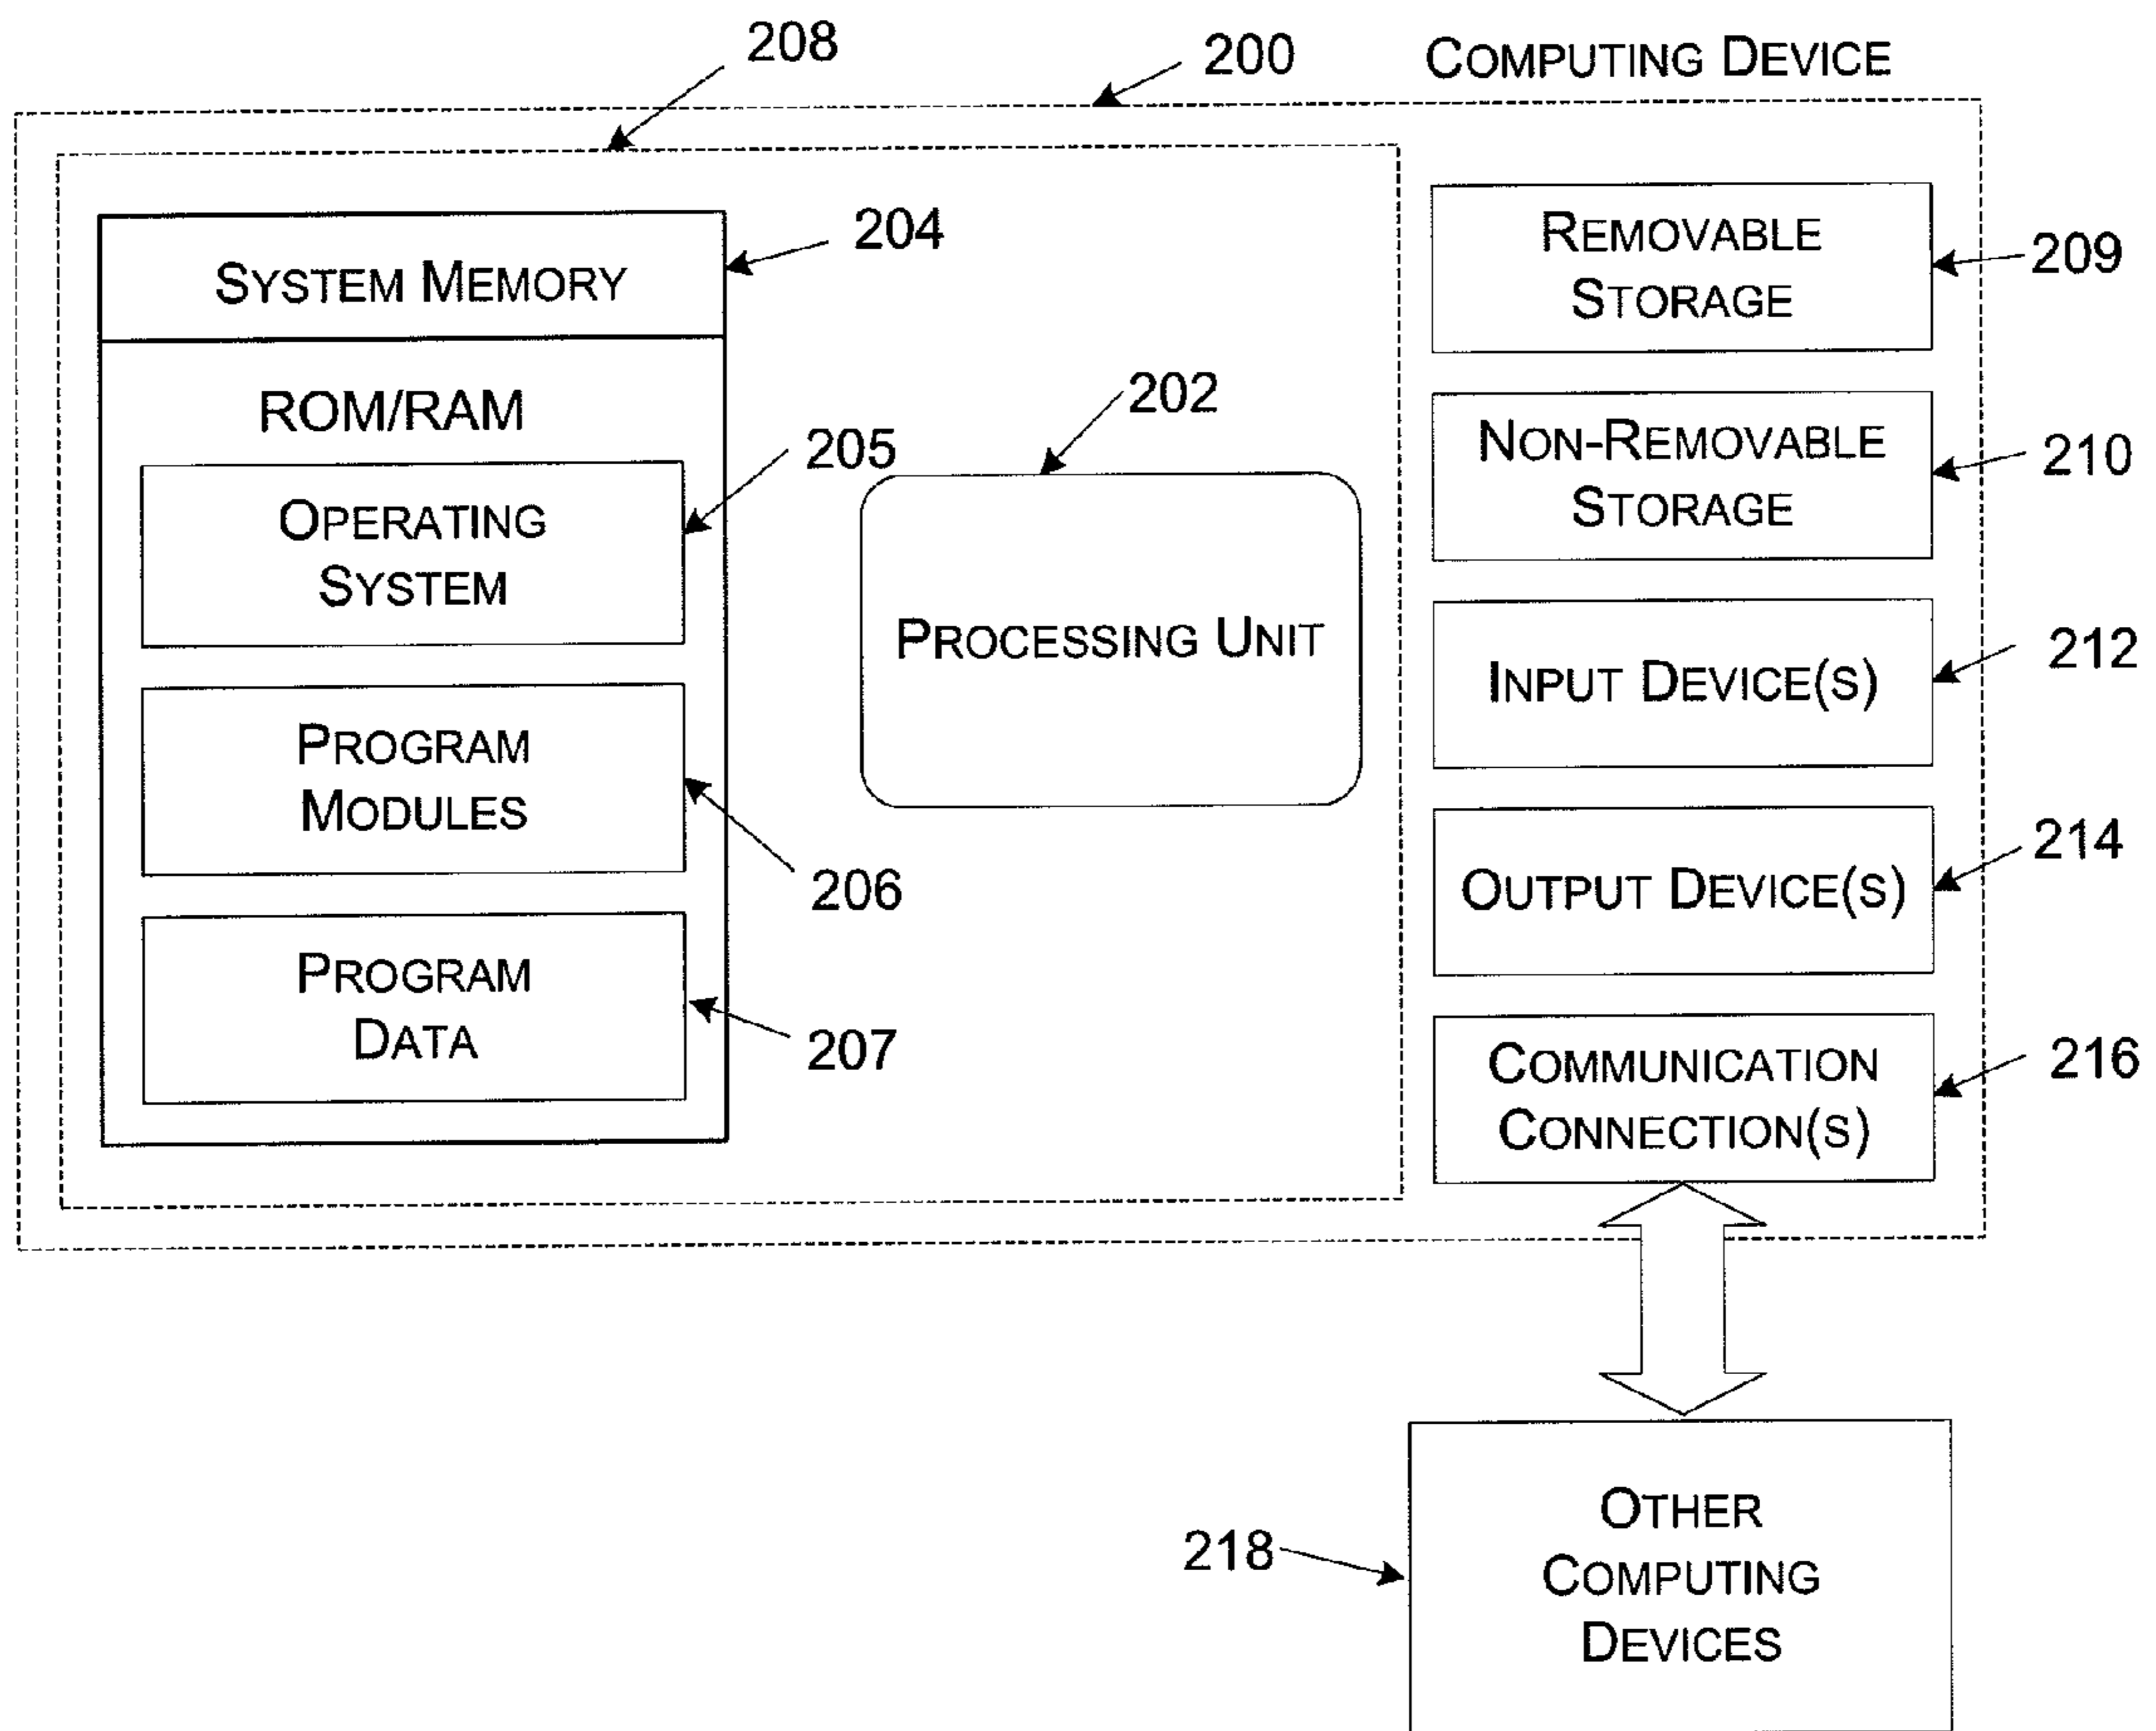 208
200
COMPUTING DEVICE
204
SYSTEM MEMORY
ROM/RAM
205
OPERATING
SYSTEM
PROGRAM
MODULES
206
PROGRAM
DATA
207
202
PROCESSING UNIT
REMOVABLE
STORAGE
209
NON-REMOVABLE
STORAGE
210
INPUT DEVICE(S)
212
OUTPUT DEVICE(S)
214
COMMUNICATION
CONNECTION(S)
216
218
OTHER
COMPUTING
DEVICES